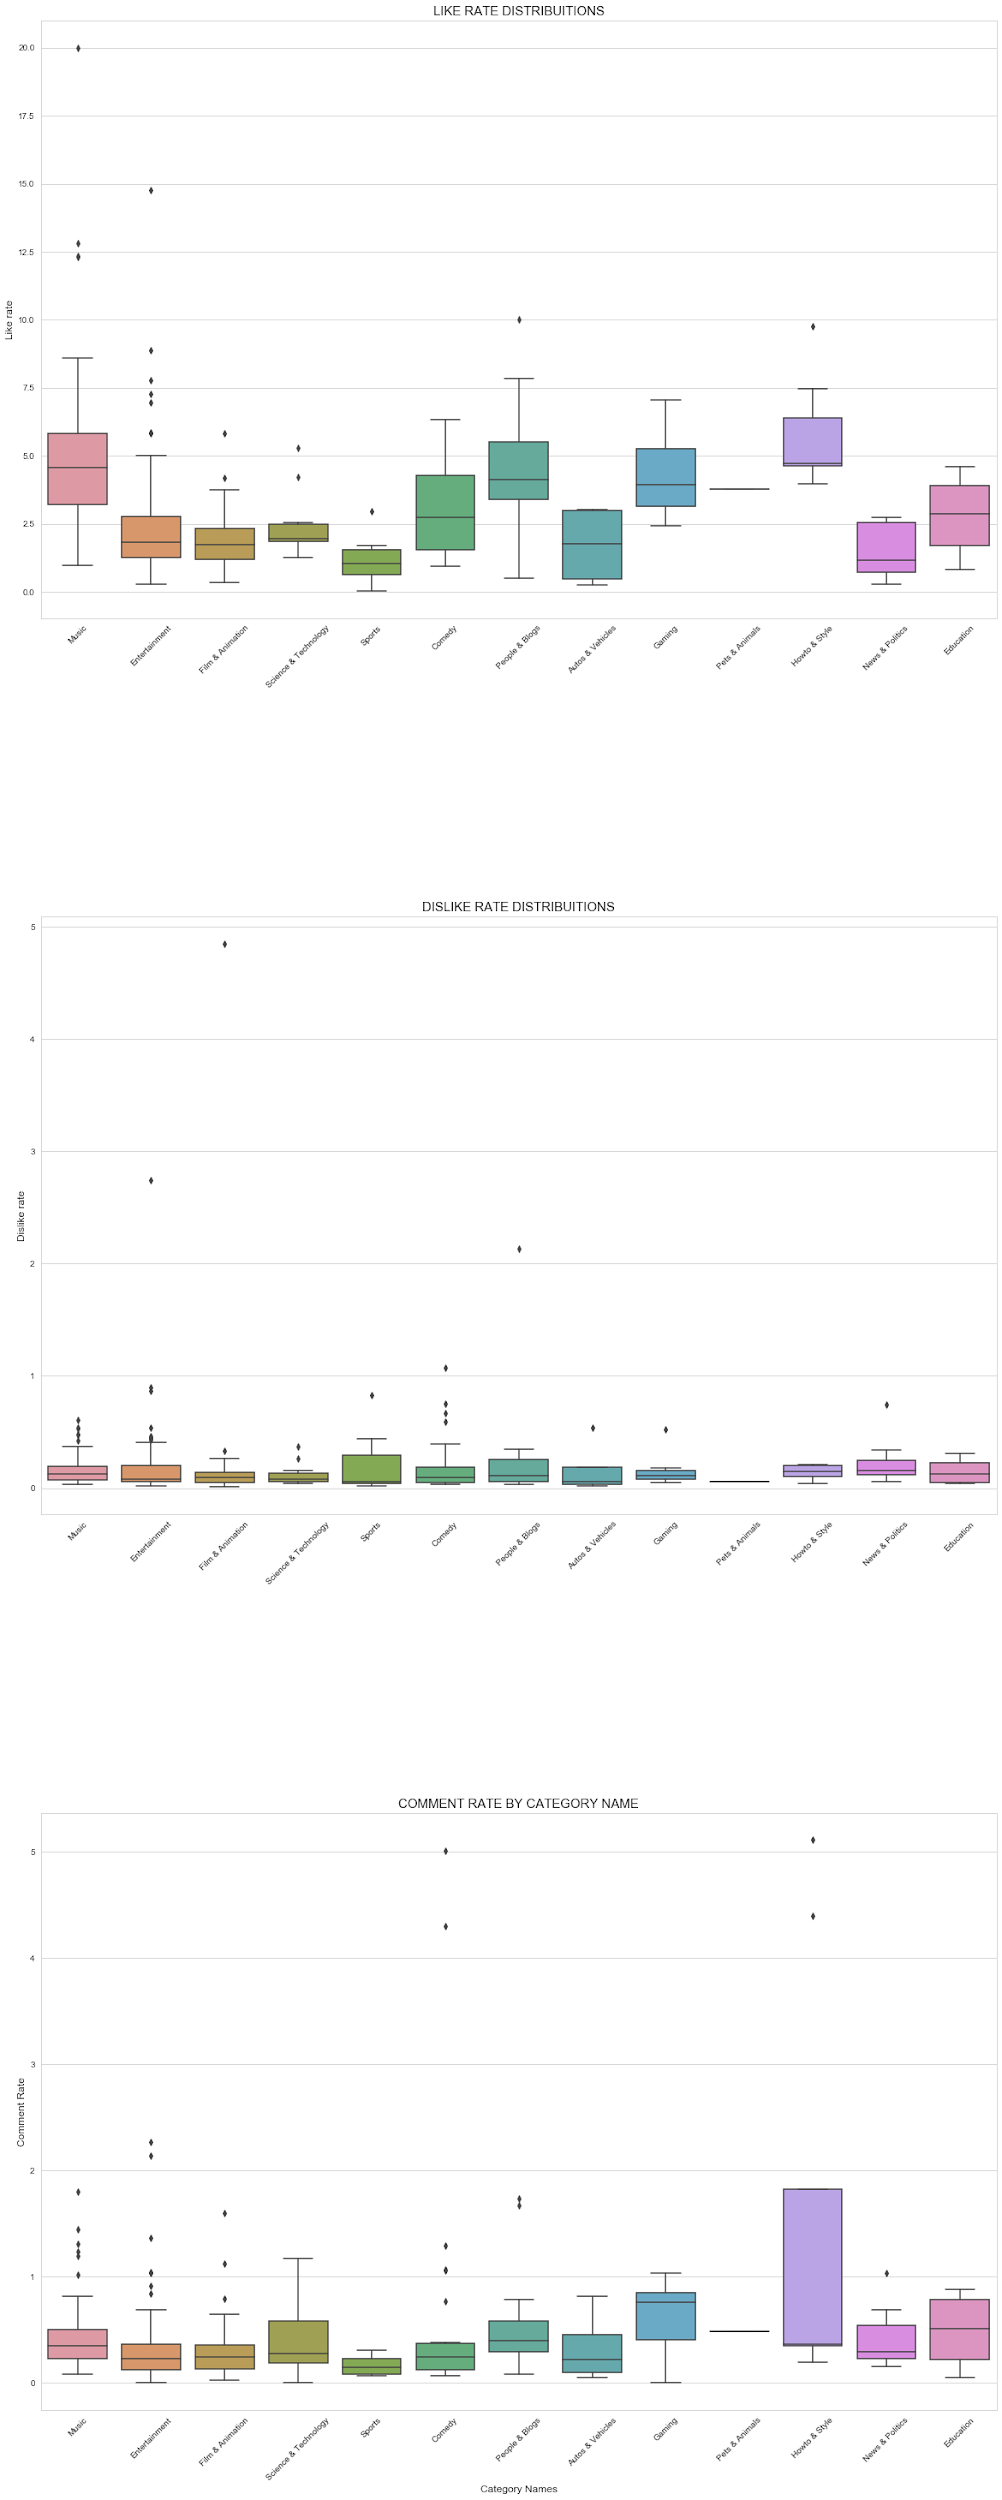 LIKE RATE DISTRIBUITIONS
20.0
17.5
15.0
12.5
10.0
7.5
5.0
2.5
0.0
Like rate
Music
Entertainment
Film & Animation
Science & Technology
Sports
Comedy
People & Blogs
Autos & Vehicles
Gaming
Pets & Animals
Howto & Style
News & Politics
Education
DISLIKE RATE DISTRIBUITIONS
5
4
3
2
1
0
Dislike rate
Music
Entertainment
Film & Animation
Science & Technology
Sports
Comedy
People & Blogs
Autos & Vehicles
Gaming
Pets & Animals
Howto & Style
News & Politics
Education
COMMENT RATE BY CATEGORY NAME
5
4
3
2
1
0
Comment Rate
Music
Entertainment
Film & Animation
Science & Technology
Sports
Comedy
People & Blogs
Autos & Vehicles
Gaming
Pets & Animals
Howto & Style
News & Politics
Education
Category Names